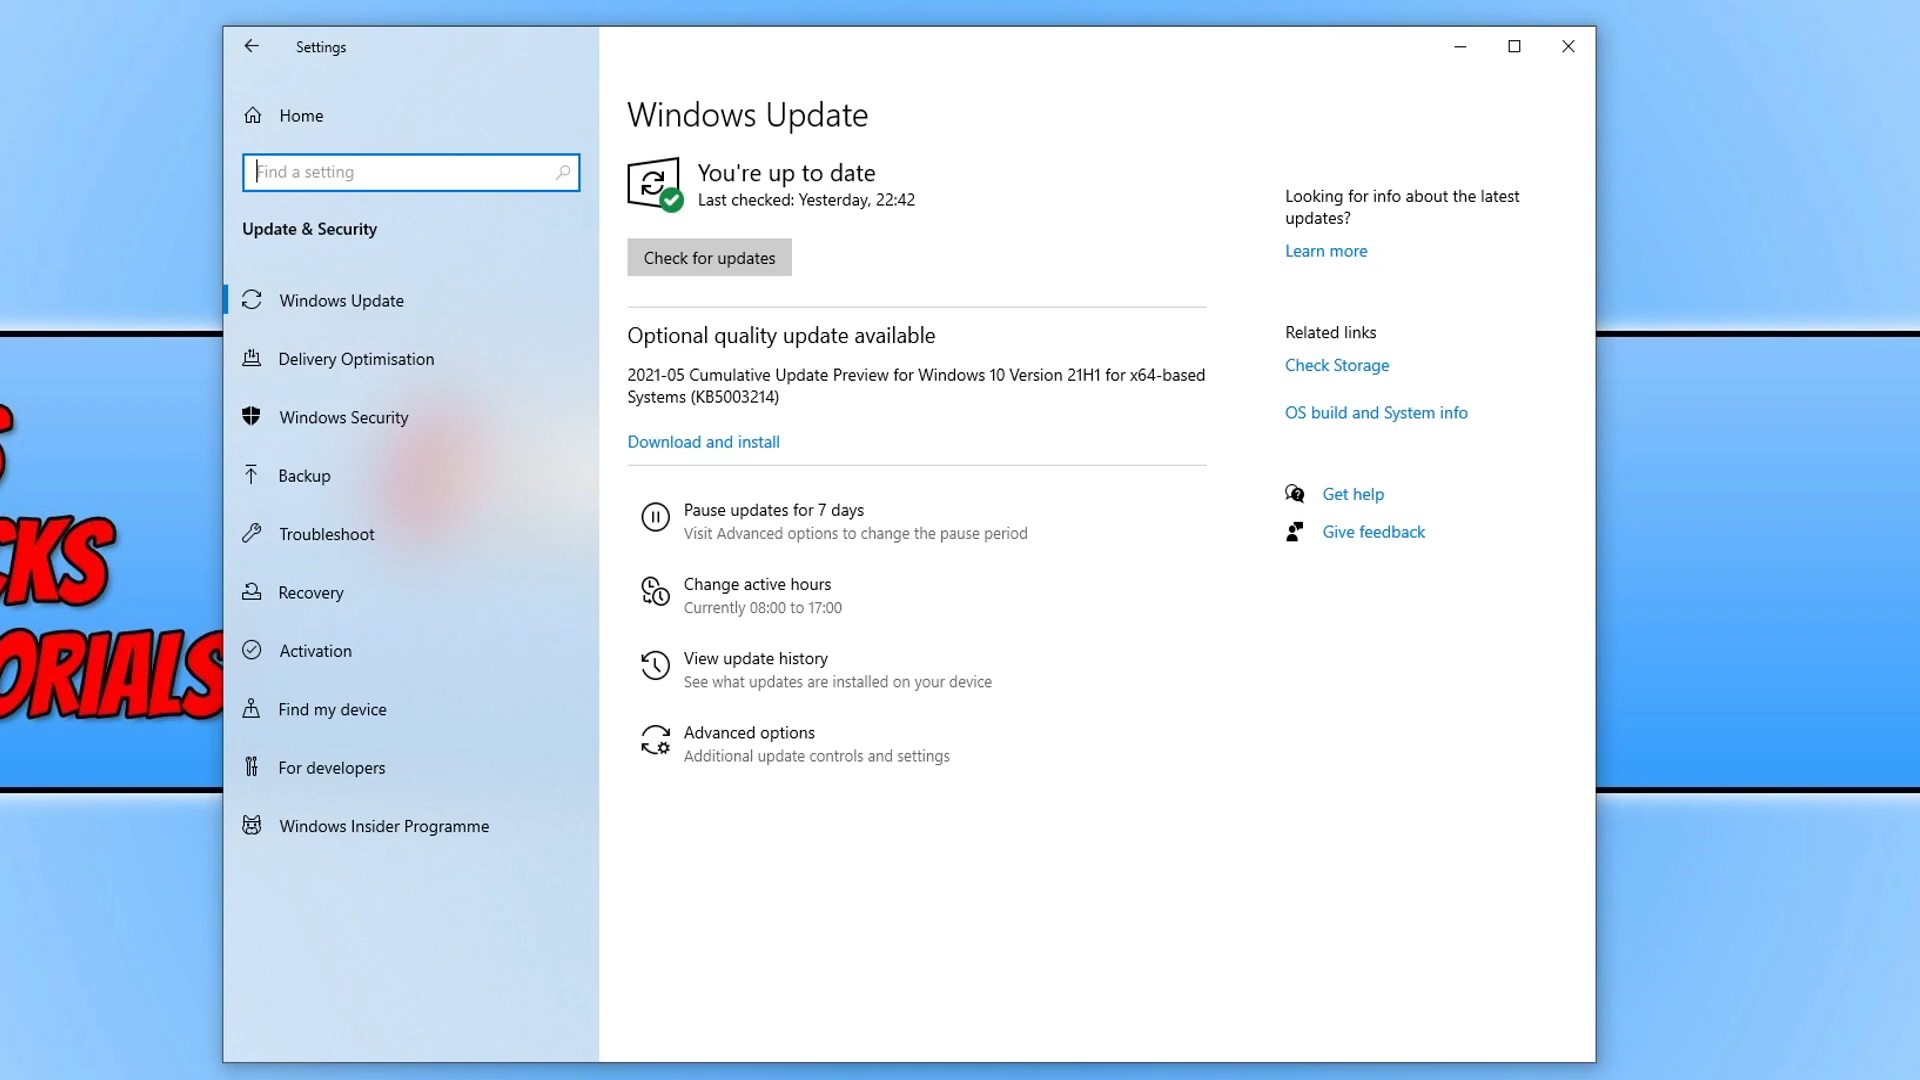 Settings
Home
Find a setting
Update & Security
Windows Update
Delivery Optimisation
Windows Security
Backup
Troubleshoot
Recovery
Activation
Find my device
For developers
Windows Insider Programme
Windows Update
You're up to date
Last checked: Yesterday, 22:42
Check for updates
Optional quality update available
2021-05 Cumulative Update Preview for Windows 10 Version 21H1 for x64-based
Systems (KB5003214)
Download and install
Pause updates for 7 days
Visit Advanced options to change the pause period
Change active hours
Currently 08:00 to 17:00
View update history
See what updates are installed on your device
Advanced options
Additional update controls and settings
Looking for info about the latest
updates?
Learn more
Related links
Check Storage
OS build and System info
Get help
Give feedback